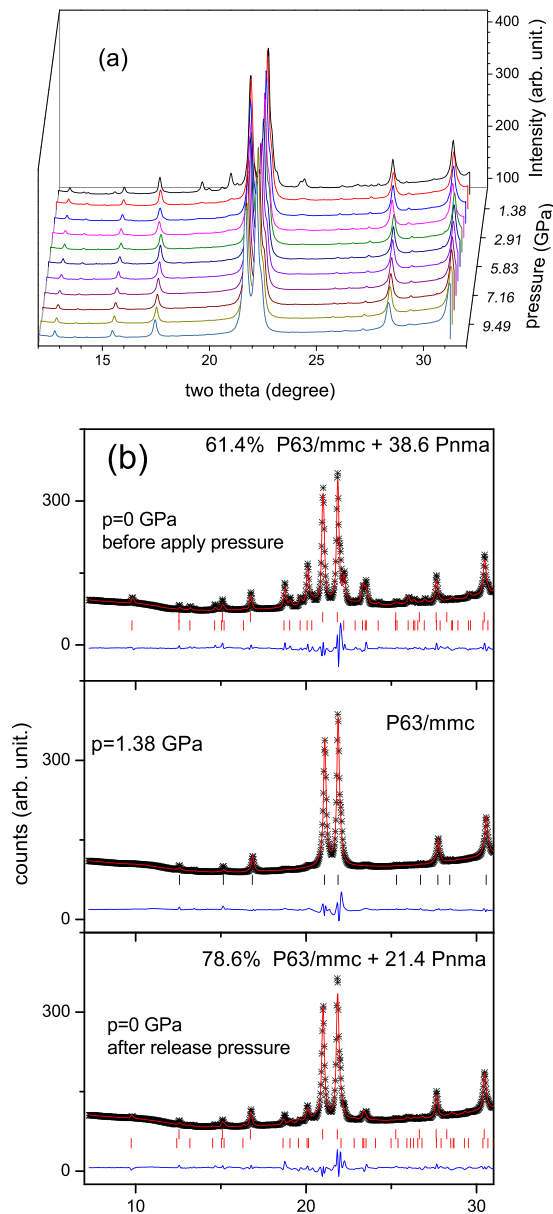 (a)
400
300
200
100
Intensity (arb. unit.)
1.38
2.91
5.83
7.16
9.49
pressure (GPa)
15
20
25
30
two theta (degree)
(b)
61.4% P63/mmc + 38.6 Pnma
300
p=0 GPa
before apply pressure
0
P63/mmc
p=1.38 GPa
300
0
counts (arb. unit.)
78.6% P63/mmc + 21.4 Pnma
300
p=0 GPa
after release pressure
0
10
20
30